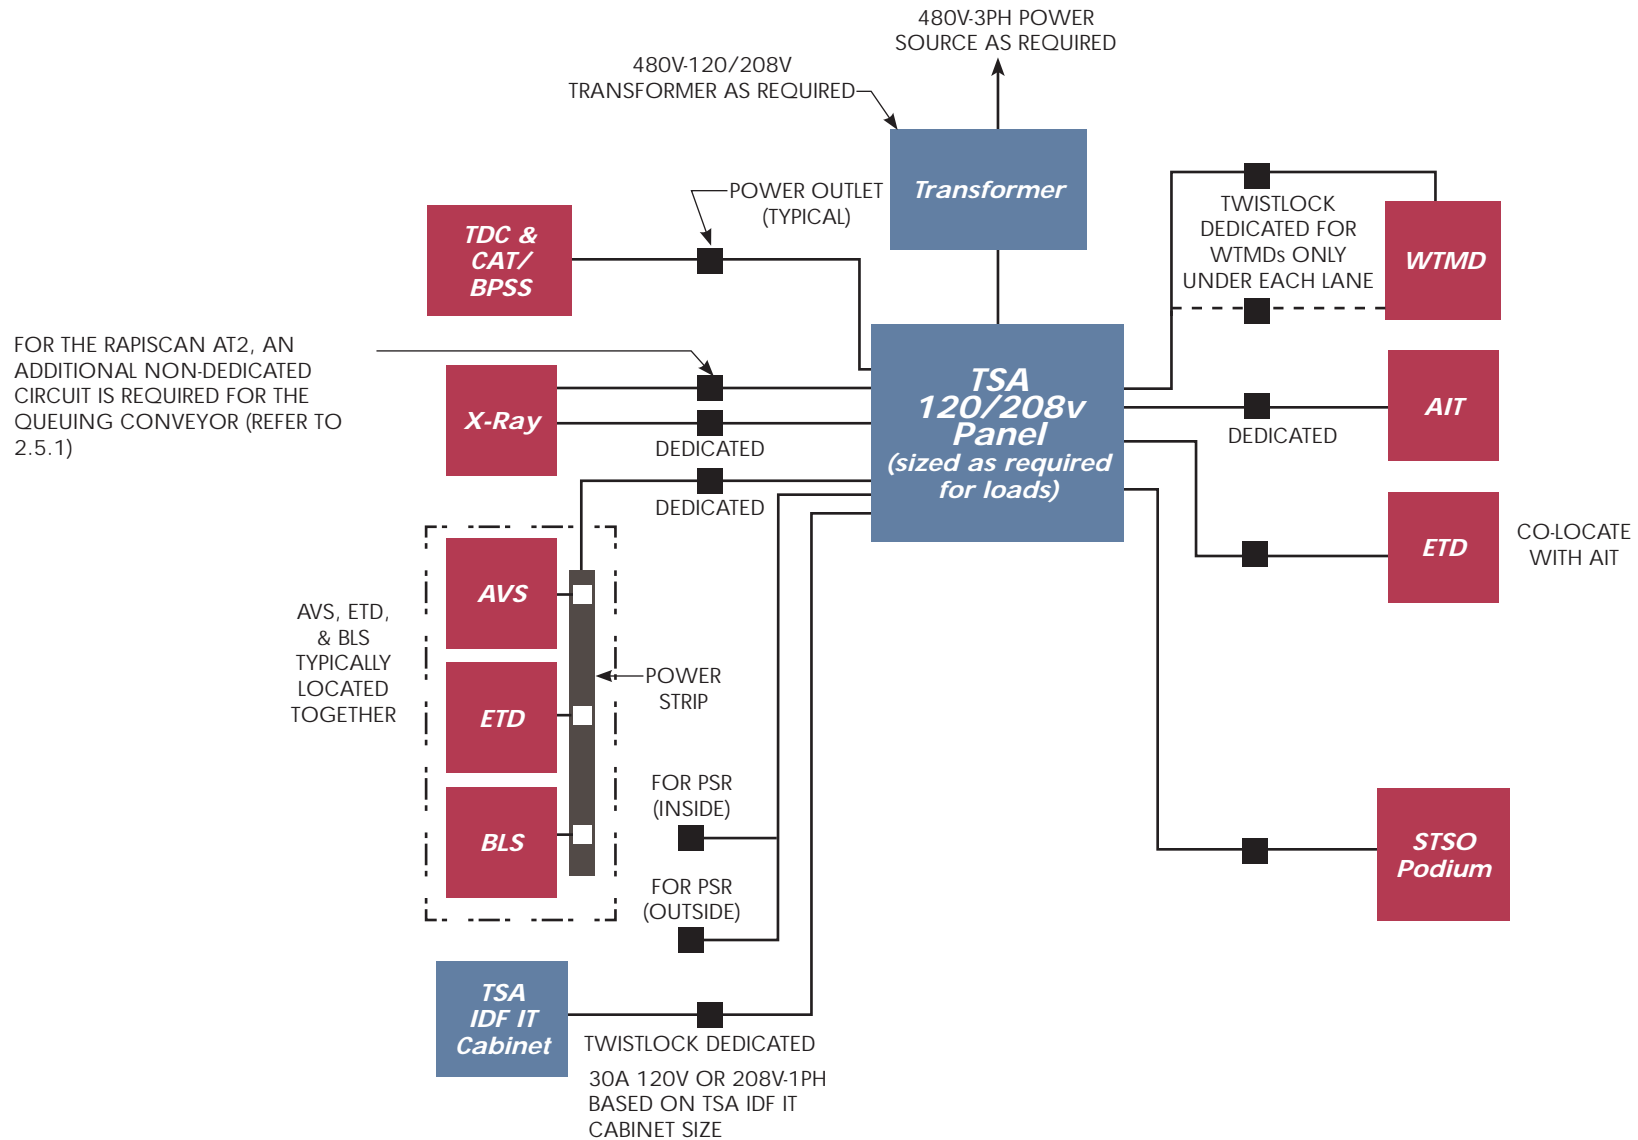 480V-3PH POWER
SOURCE AS REQUIRED
480V-120/208V
TRANSFORMER AS REQUIRED
Transformer
POWER OUTLET
(TYPICAL)
TDC &
CAT/
BPSS
TWISTLOCK
DEDICATED FOR
WTMDs ONLY
UNDER EACH LANE
WTMD
FOR THE RAPISCAN AT2, AN
ADDITIONAL NON-DEDICATED
CIRCUIT IS REQUIRED FOR THE
QUEUING CONVEYOR (REFER TO
2.5.1)
X-Ray
DEDICATED
DEDICATED
TSA
120/208v
Panel
(sized as required
for loads)
AIT
DEDICATED
ETD
CO-LOCATE
WITH AIT
AVS, ETD,
& BLS
TYPICALLY
LOCATED
TOGETHER
AVS
ETD
BLS
POWER
STRIP
FOR PSR
(INSIDE)
FOR PSR
(OUTSIDE)
STSO
Podium
TSA
IDF IT
Cabinet
TWISTLOCK DEDICATED
30A 120V OR 208V-1PH
BASED ON TSA IDF IT
CABINET SIZE